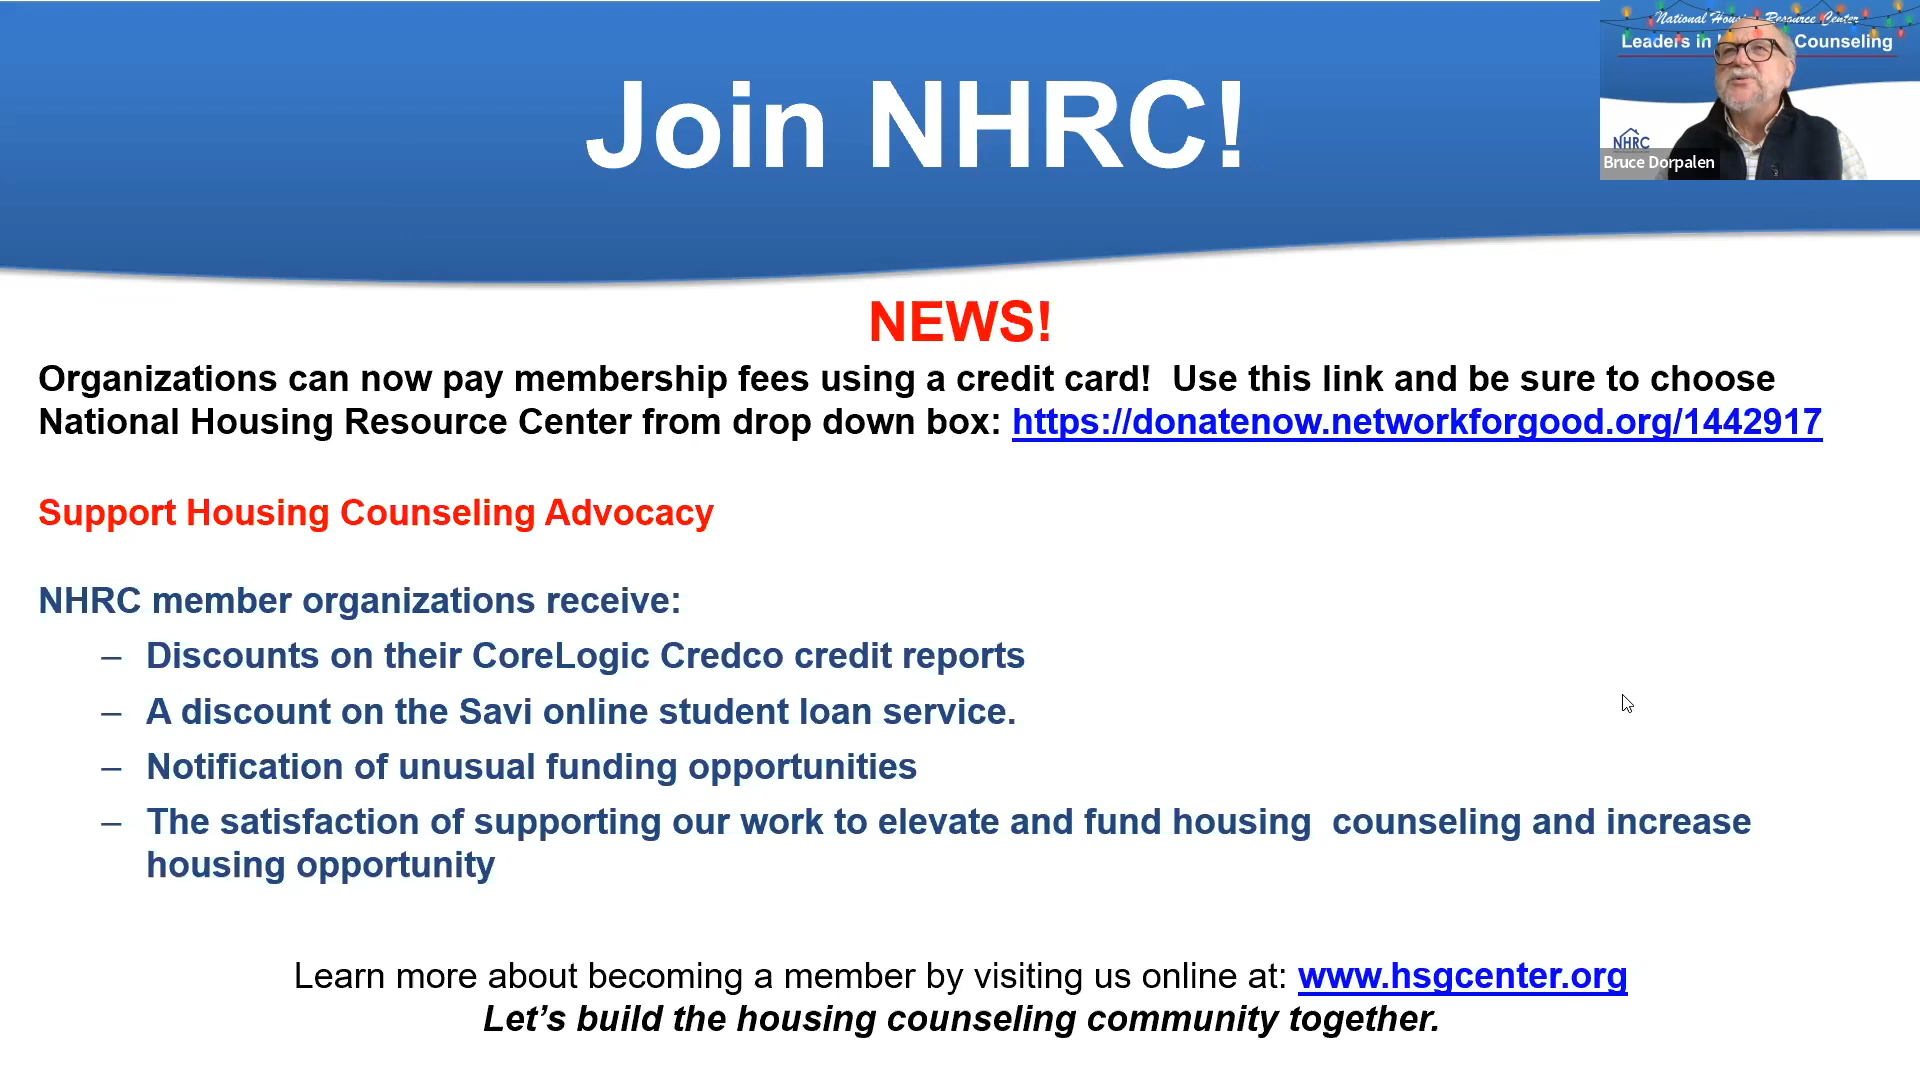 Join NHRC!
National Resource Center
Leaders in Counseling
NHRC
Bruce Dorpalen
NEWS!
Organizations can now pay membership fees using a credit card!  Use this link and be sure to choose
National Housing Resource Center from drop down box: https://donatenow.networkforgood.org/1442917
Support Housing Counseling Advocacy
NHRC member organizations receive:
– Discounts on their CoreLogic Credco credit reports
– A discount on the Savi online student loan service.
– Notification of unusual funding opportunities
– The satisfaction of supporting our work to elevate and fund housing  counseling and increase
housing opportunity
Learn more about becoming a member by visiting us online at: www.hsgcenter.org
Let’s build the housing counseling community together.